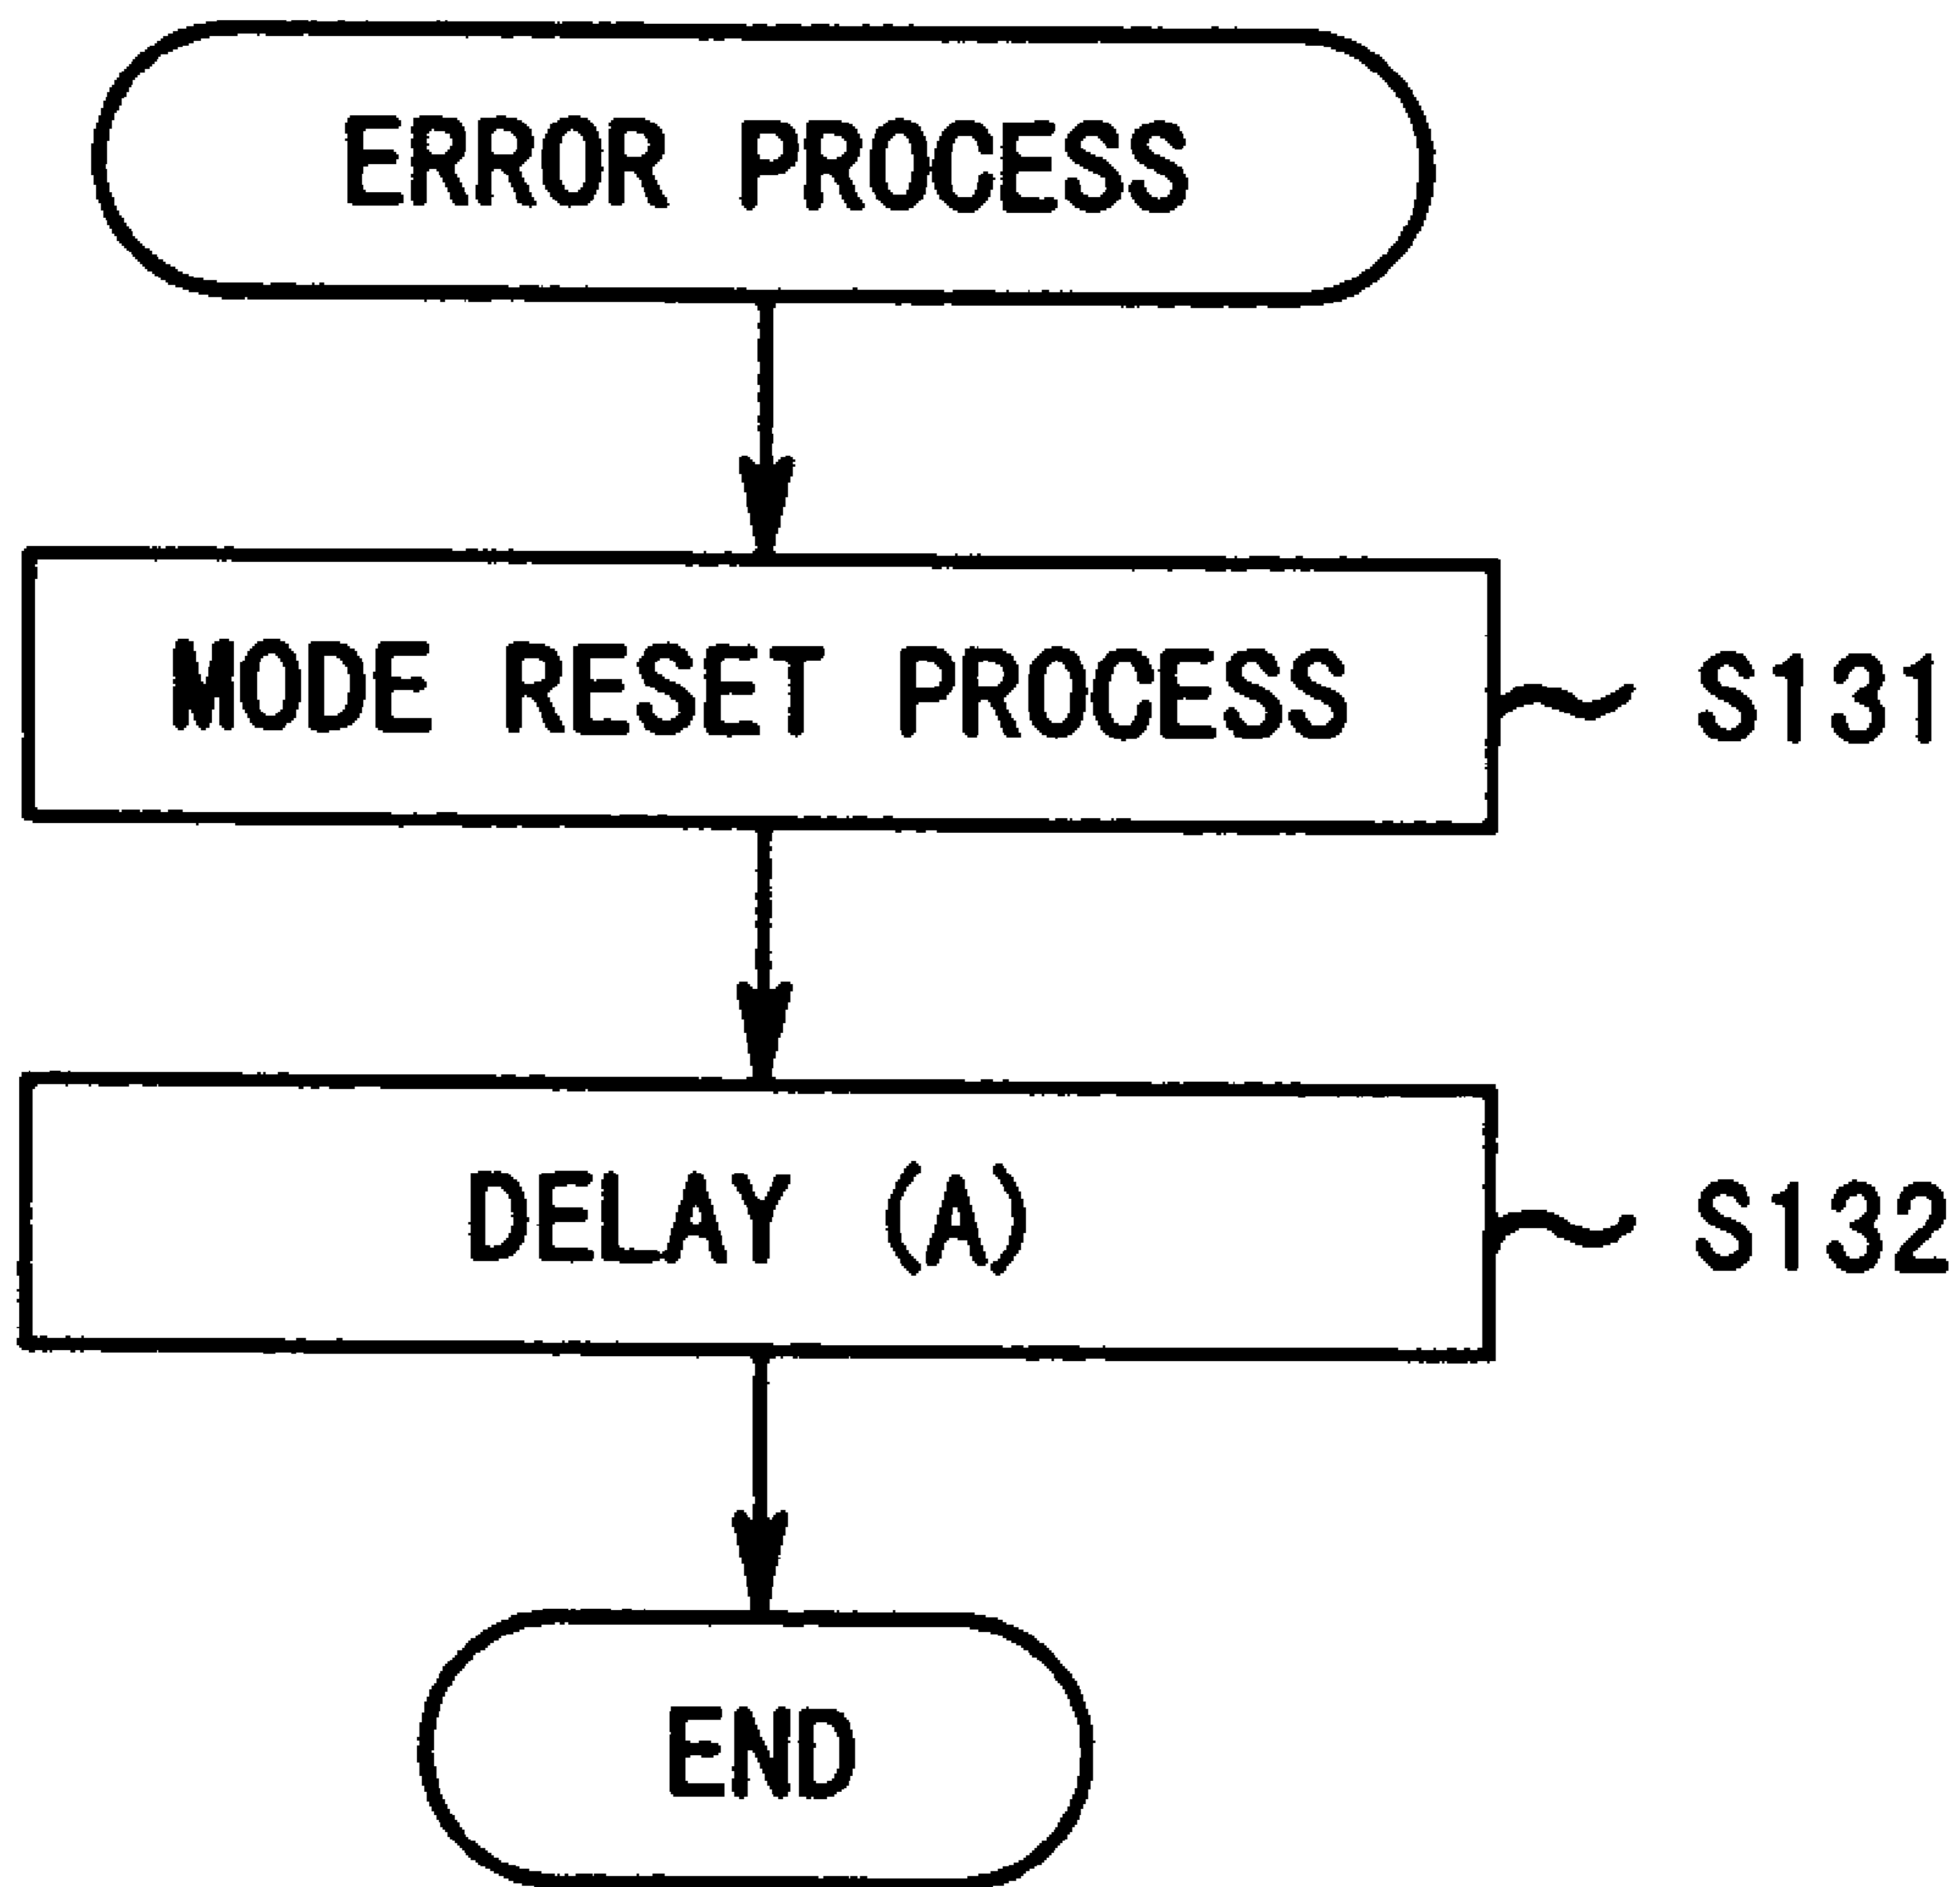 ERROR PROCESS
MODE RESET PROCESS
S131
DELAY (A)
S132
END